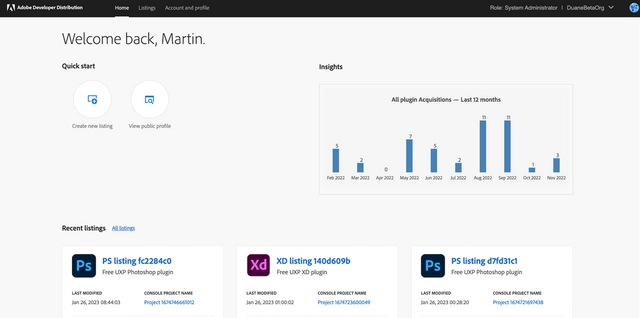 Adobe Developer Distribution Home Listings Account and profile Role: System Administrator | DuaneBetaOrg
Welcome back, Martin.
Quick start
Create new listing View public profile
Insights
All plugin Acquisitions — Last 12 months
5 2 0 7 5 2 11 11 1 3
Feb 2022 Mar 2022 Apr 2022 May 2022 Jun 2022 Jul 2022 Aug 2022 Sep 2022 Oct 2022 Nov 2022
Recent listings All listings
Ps PS listing fc2284c0
Free UXP Photoshop plugin
LAST MODIFIED CONSOLE PROJECT NAME
Jan 26, 2023 08:44:03 Project 1674746661012
Xd XD listing 140d609b
Free UXP XD plugin
LAST MODIFIED CONSOLE PROJECT NAME
Jan 26, 2023 01:00:02 Project 1674723600049
Ps PS listing d7fd31c1
Free UXP Photoshop plugin
LAST MODIFIED CONSOLE PROJECT NAME
Jan 26, 2023 00:28:20 Project 1674721697438